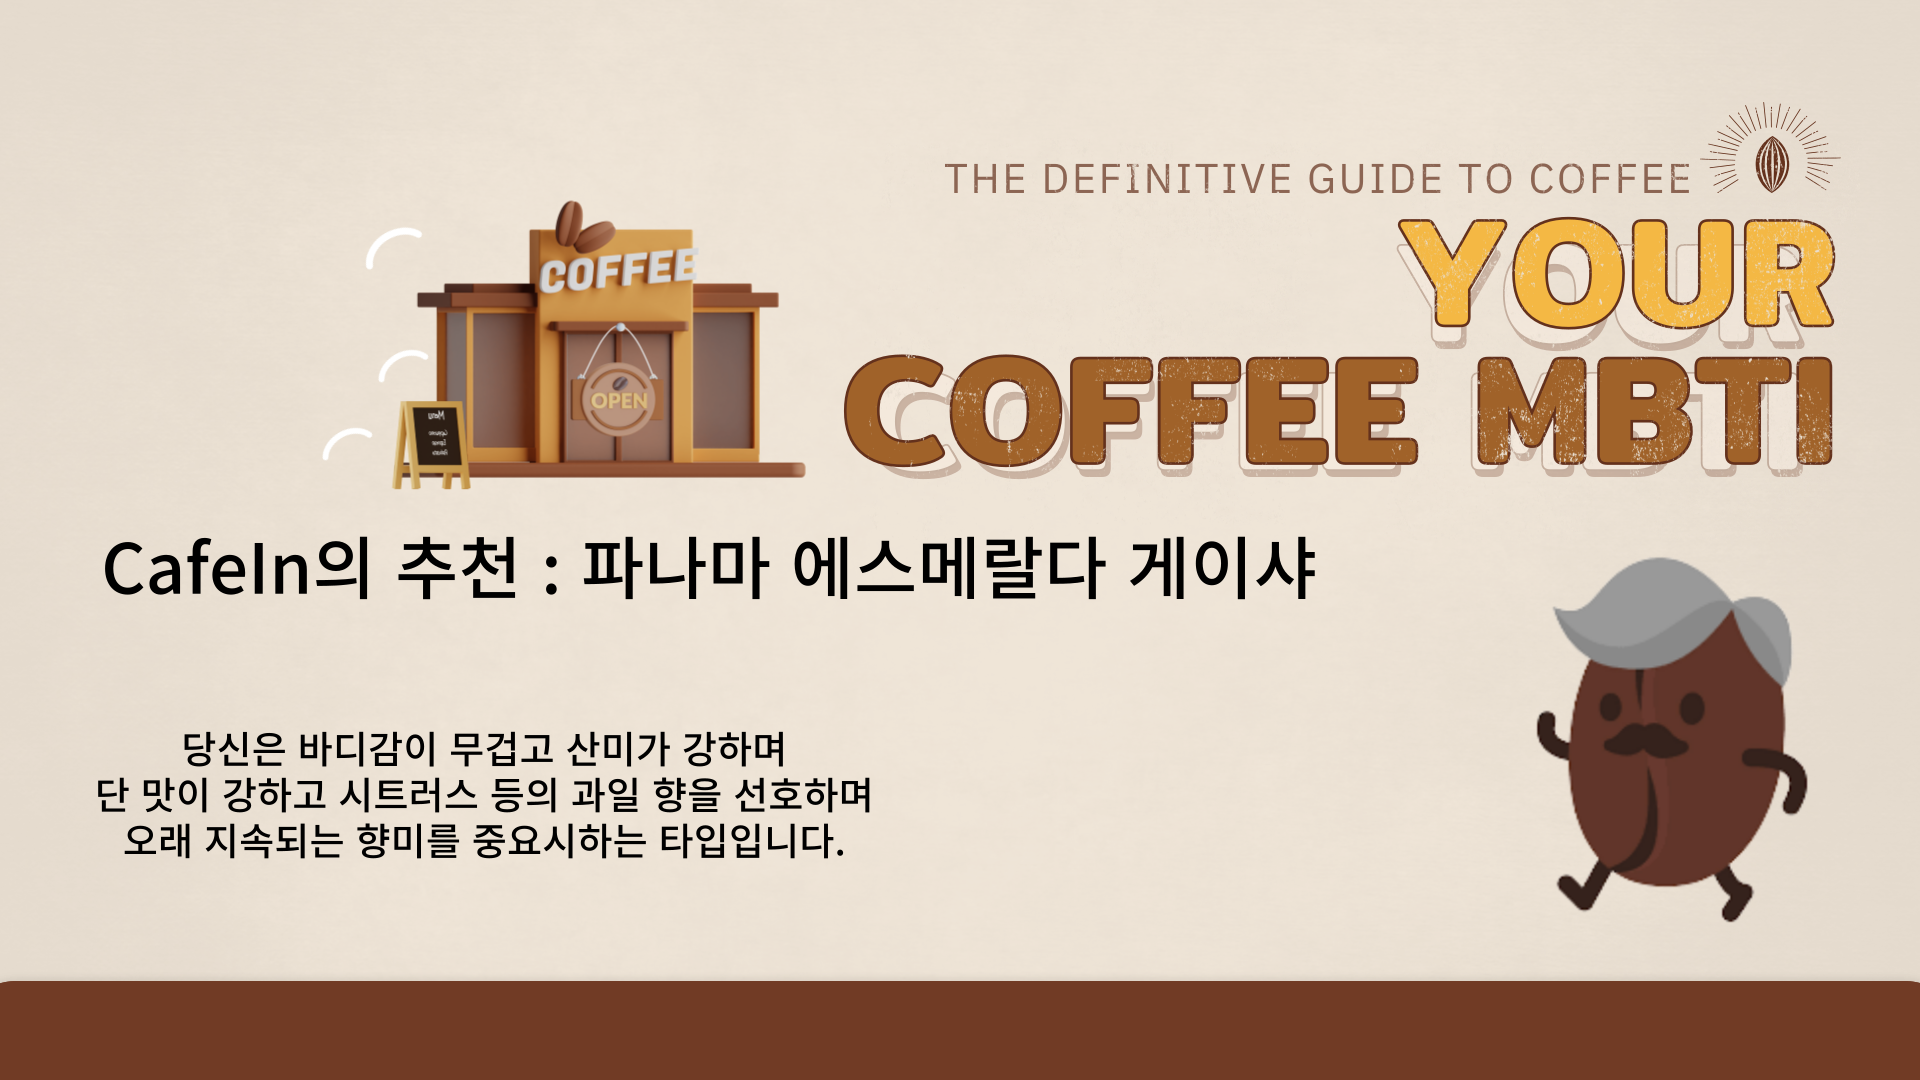 THE DEFINITIVE GUIDE TO COFFEE
YOUR
COFFEE MBTI
COFFEE
OPEN
Menu
CafeIn의 추천 : 파나마 에스메랄다 게이샤
당신은 바디감이 무겁고 산미가 강하며
단 맛이 강하고 시트러스 등의 과일 향을 선호하며
오래 지속되는 향미를 중요시하는 타입입니다.